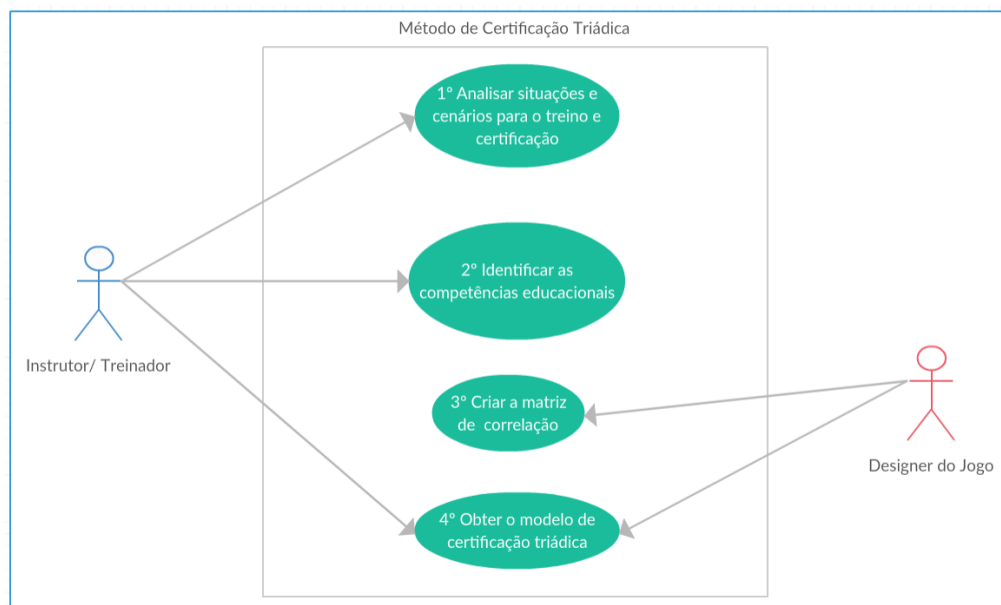 Método de Certificação Triádica
1º Analisar situações e
cenários para o treino e
certificação
2º Identificar as
competências educacionais
Instrutor/ Treinador
3º Criar a matriz
de correlação
Designer do Jogo
4º Obter o modelo de
certificação triádica